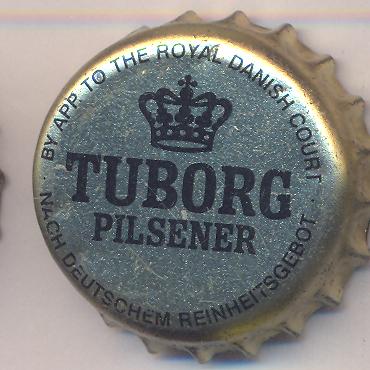 · BY APP. TO THE ROYAL DANISH COURT ·
TUBORG
PILSENER
NACH DEUTSCHEM REINHEITSGEBOT